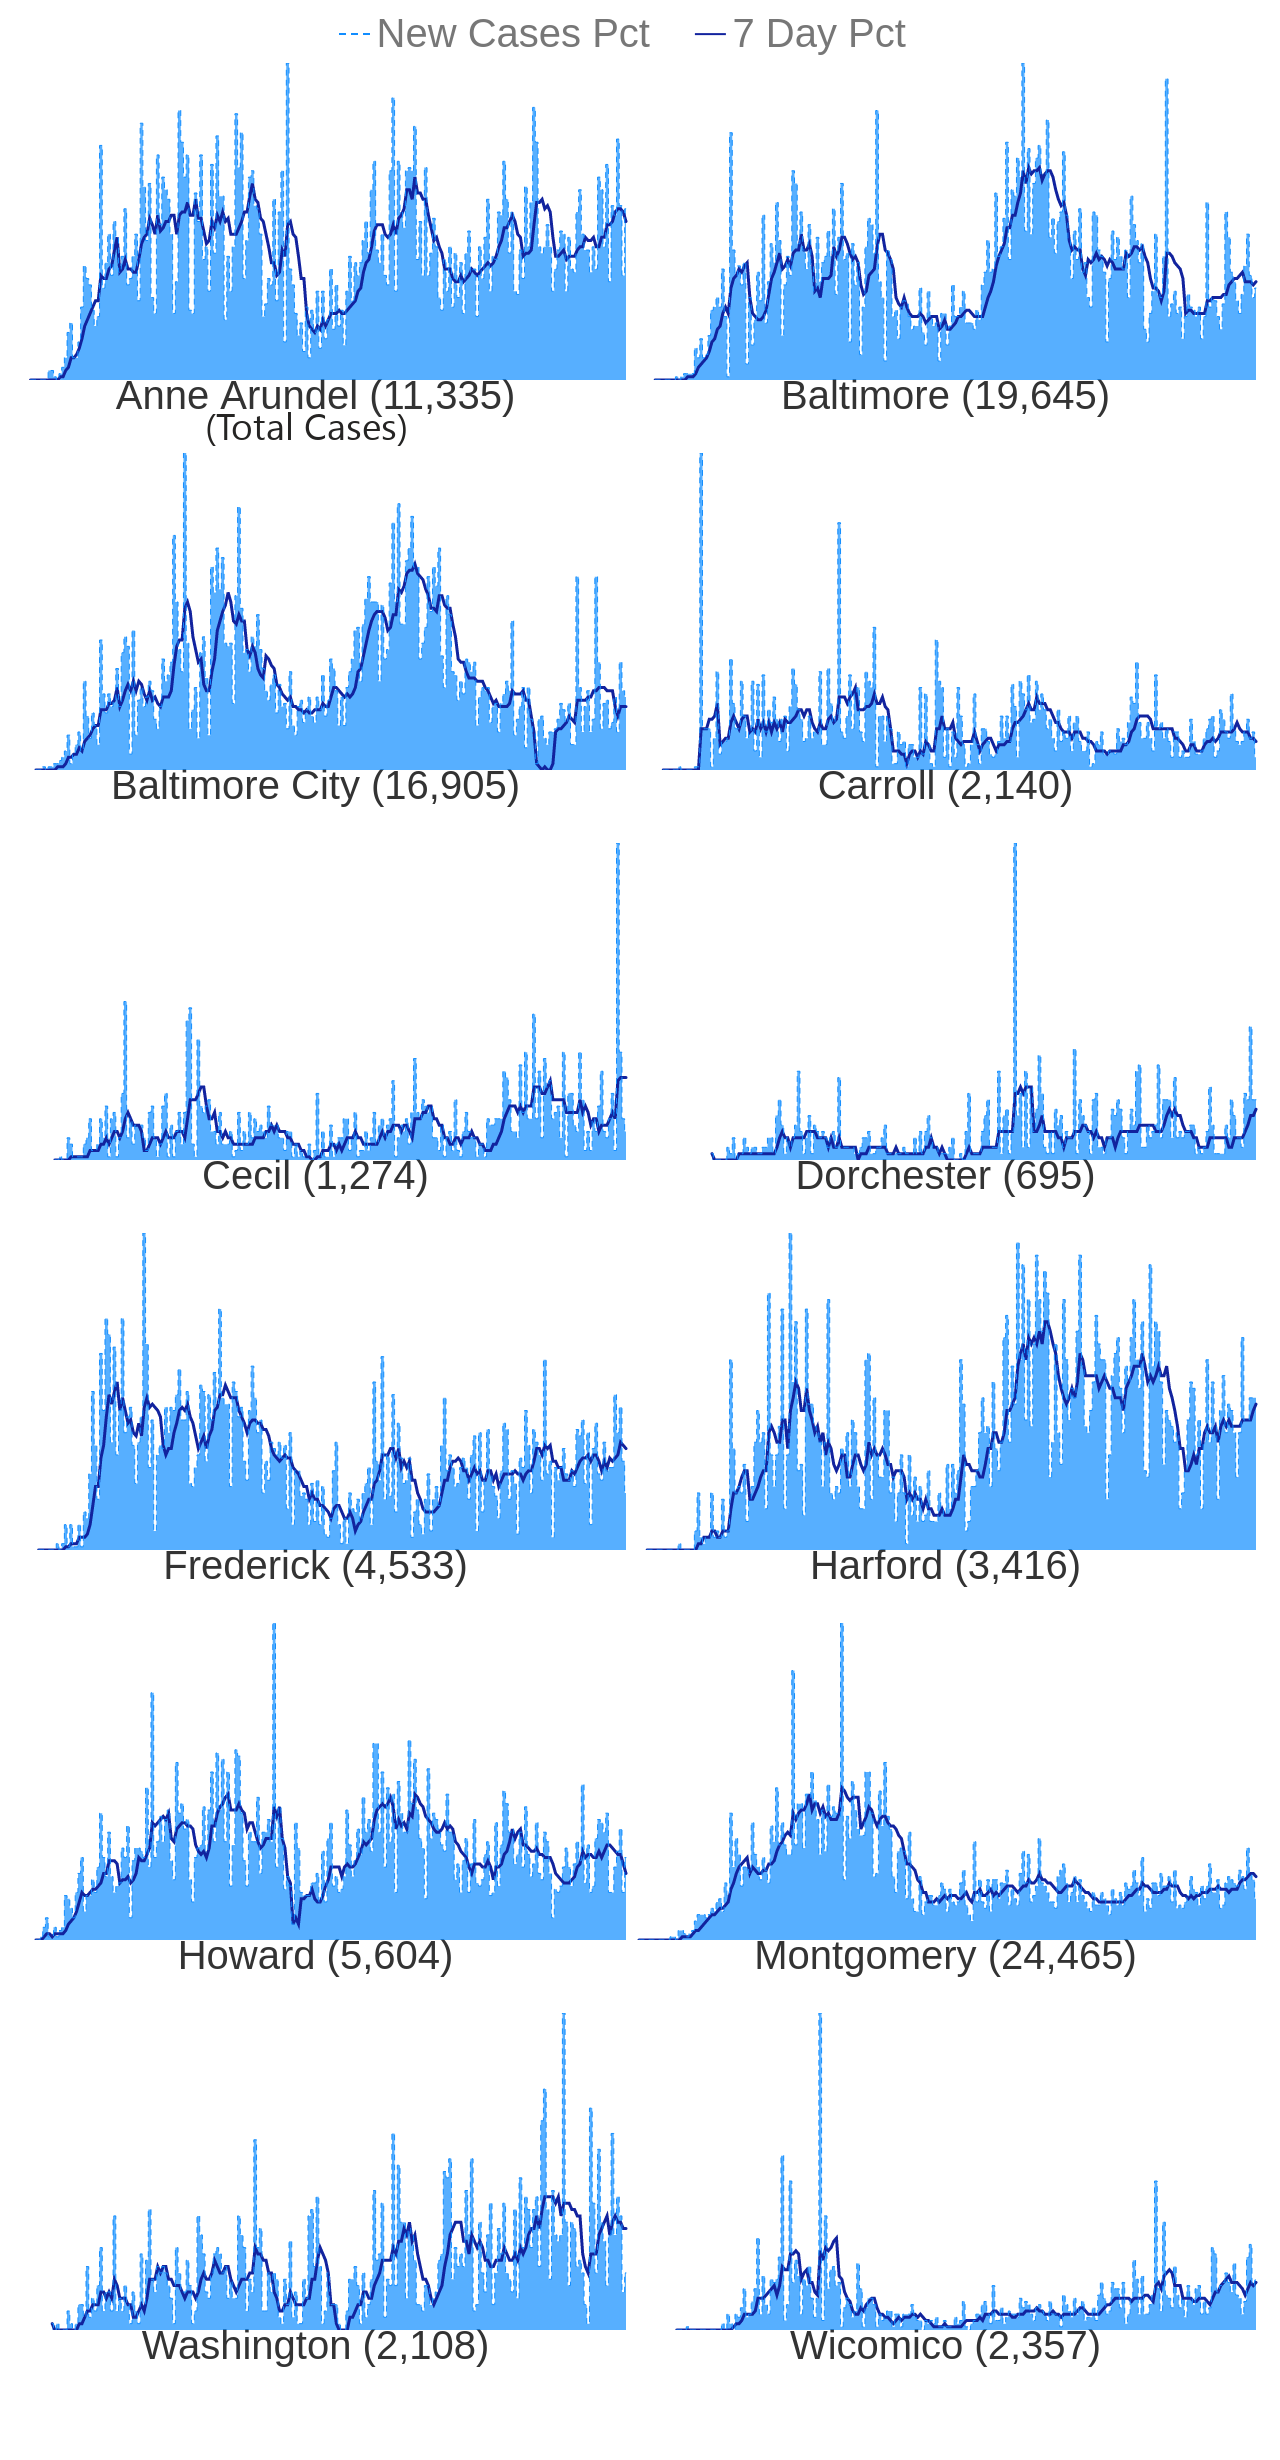 New Cases Pct 7 Day Pct
Anne Arundel (11,335) Baltimore (19,645)
(Total Cases)
Baltimore City (16,905) Carroll (2,140)
Cecil (1,274) Dorchester (695)
Frederick (4,533) Harford (3,416)
Howard (5,604) Montgomery (24,465)
Washington (2,108) Wicomico (2,357)